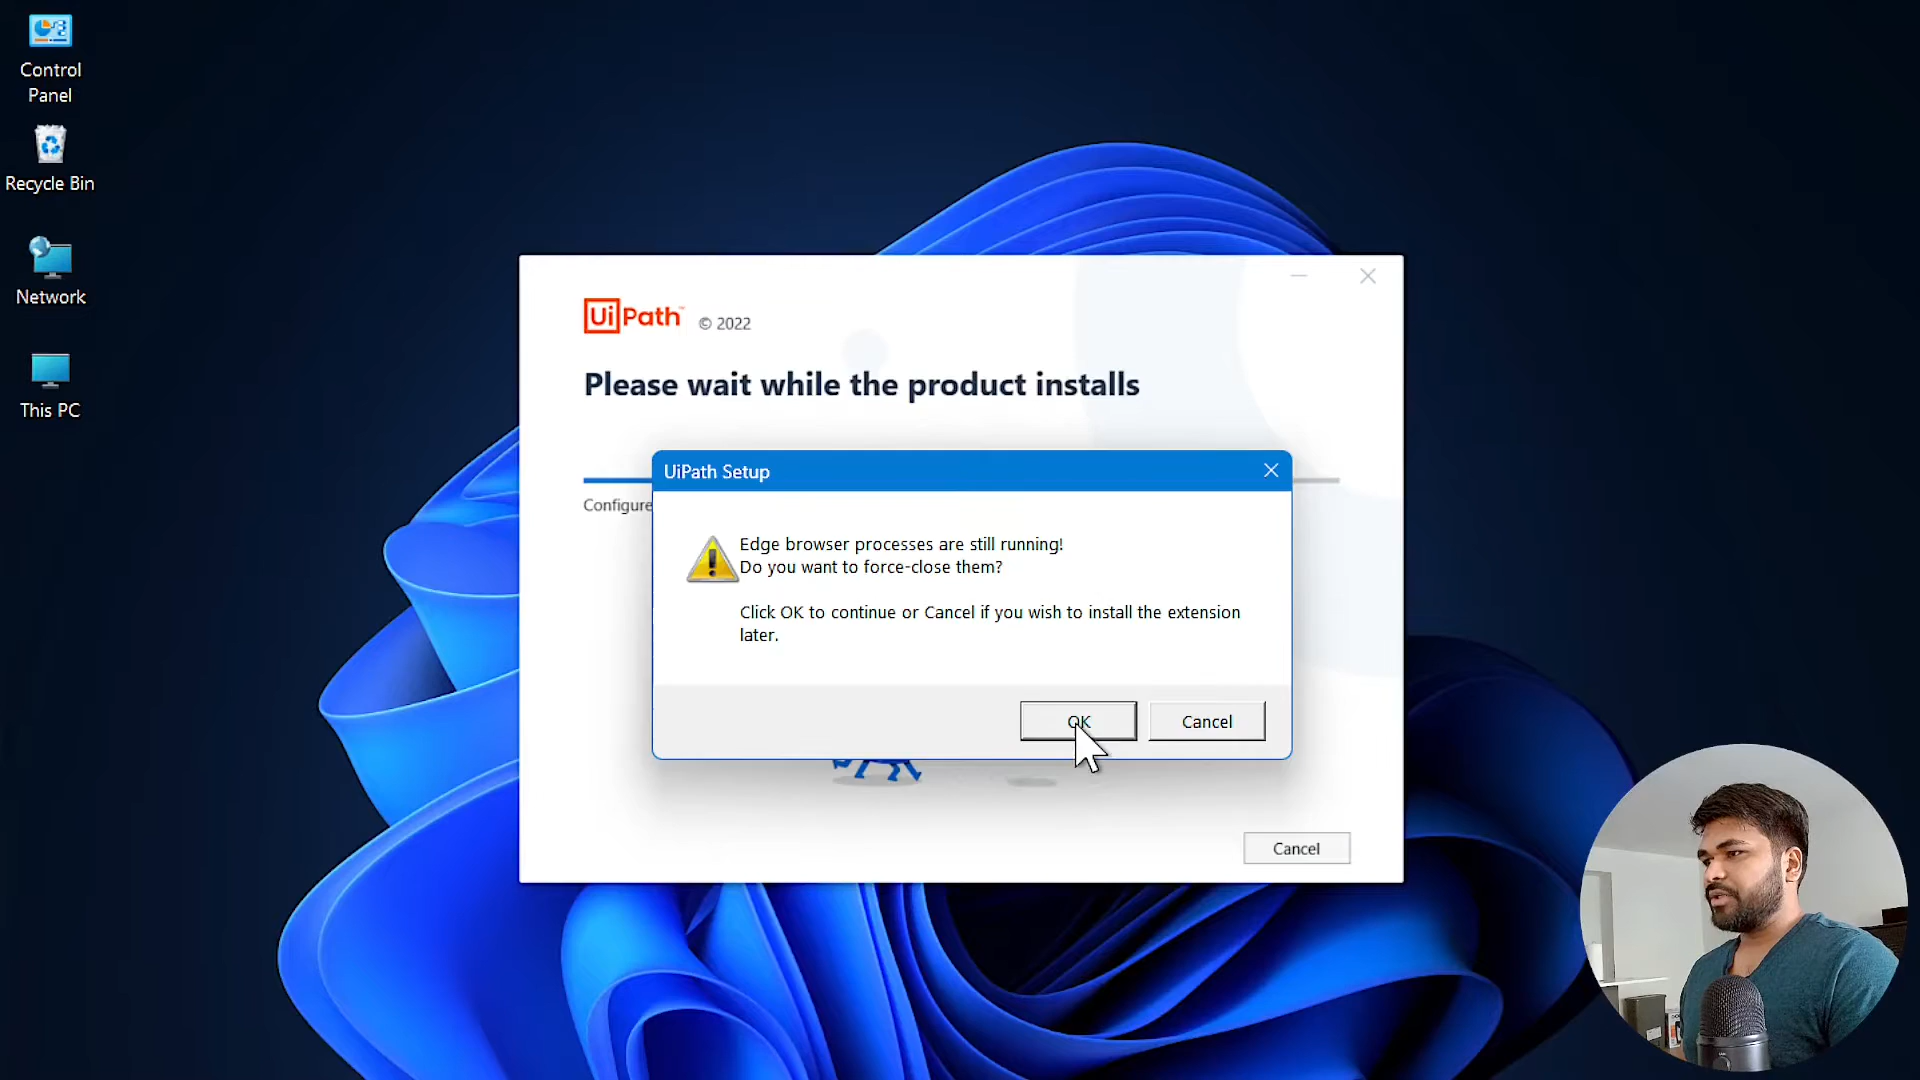 Control
Panel
Recycle Bin
Network
This PC
UiPath™ © 2022
Please wait while the product installs
Configure
UiPath Setup
Edge browser processes are still running!
Do you want to force-close them?
Click OK to continue or Cancel if you wish to install the extension
later.
OK
Cancel
Cancel